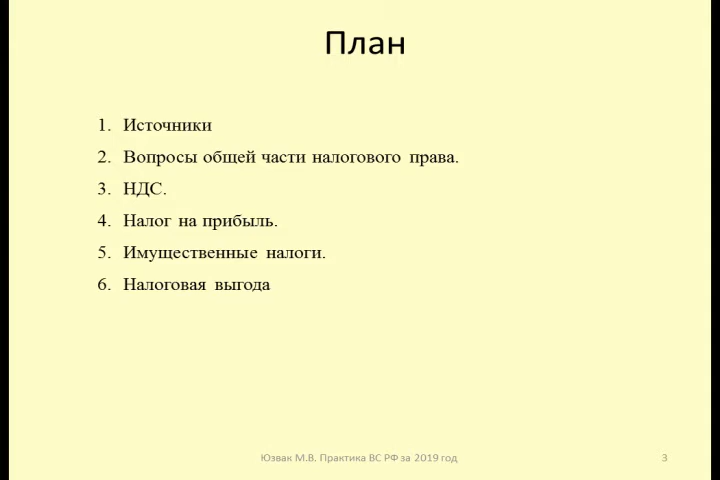 План
1. Источники
2. Вопросы общей части налогового права.
3. НДС.
4. Налог на прибыль.
5. Имущественные налоги.
6. Налоговая выгода
Юзвак М.В. Практика ВС РФ за 2019 год 3